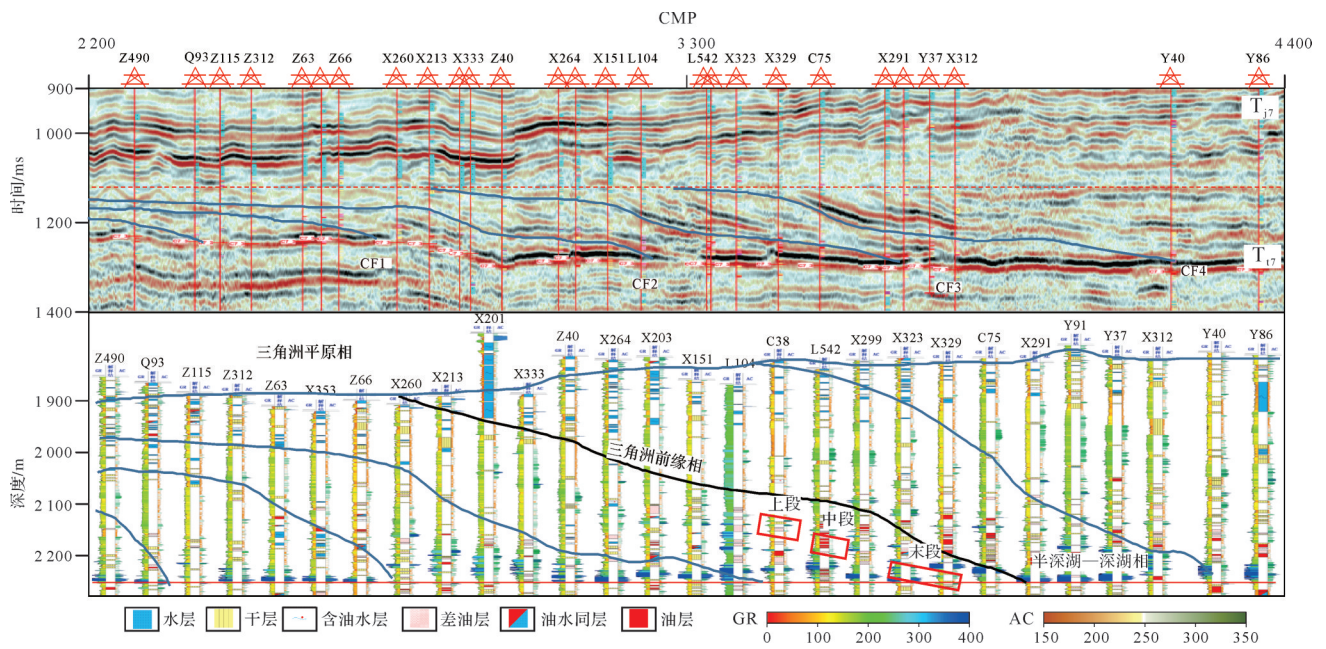 CMP
2 200 3 300 4 400
Z490 Q93 Z115 Z312 Z63 Z66 X260 X213 X333 Z40 X264 X151 L104 L542 X323 X329 C75 X291 Y37 X312 Y40 Y86
900
1 000
1 200
1 400
时间/ms
T_j7
T_t7
CF1
CF2
CF3
CF4
X201
Z490 Q93 Z115 Z312 Z63 X353 Z66 X260 X213 X333 Z40 X264 X203 X151 L104 C38 L542 X299 X323 X329 C75 X291 Y91 Y37 X312 Y40 Y86
GR AC
三角洲平原相
1 900
2 000
2 100
2 200
深度/m
三角洲前缘相
上段
中段
末段
半深湖—深湖相
水层 干层 含油水层 差油层 油水同层 油层 GR 0 100 200 300 400 AC 150 200 250 300 350